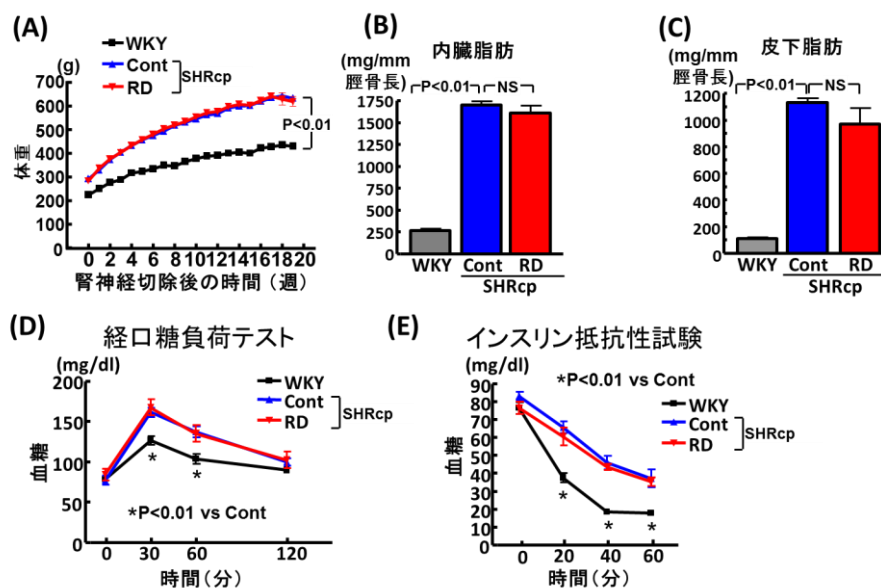 (A)
WKY
Cont
RD
SHRcp
(g)
700
600
500
400
300
200
100
0
体重
P<0.01
0 2 4 6 8 10 12 14 16 18 20
腎神経切除後の時間（週）
(B)
内臓脂肪
(mg/mm
脛骨長)
P<0.01
NS
1750
1500
1250
1000
750
500
250
0
WKY Cont RD
SHRcp
(C)
皮下脂肪
(mg/mm
脛骨長)
P<0.01
NS
1200
1000
800
600
400
200
0
WKY Cont RD
SHRcp
(D)
経口糖負荷テスト
(mg/dl)
WKY
Cont
RD
SHRcp
200
150
100
50
0
血糖
*
*
*P<0.01 vs Cont
0 30 60 120
時間（分）
(E)
インスリン抵抗性試験
(mg/dl)
*P<0.01 vs Cont
WKY
Cont
RD
SHRcp
90
80
70
60
50
40
30
20
10
0
血糖
*
*
*
0 20 40 60
時間（分）